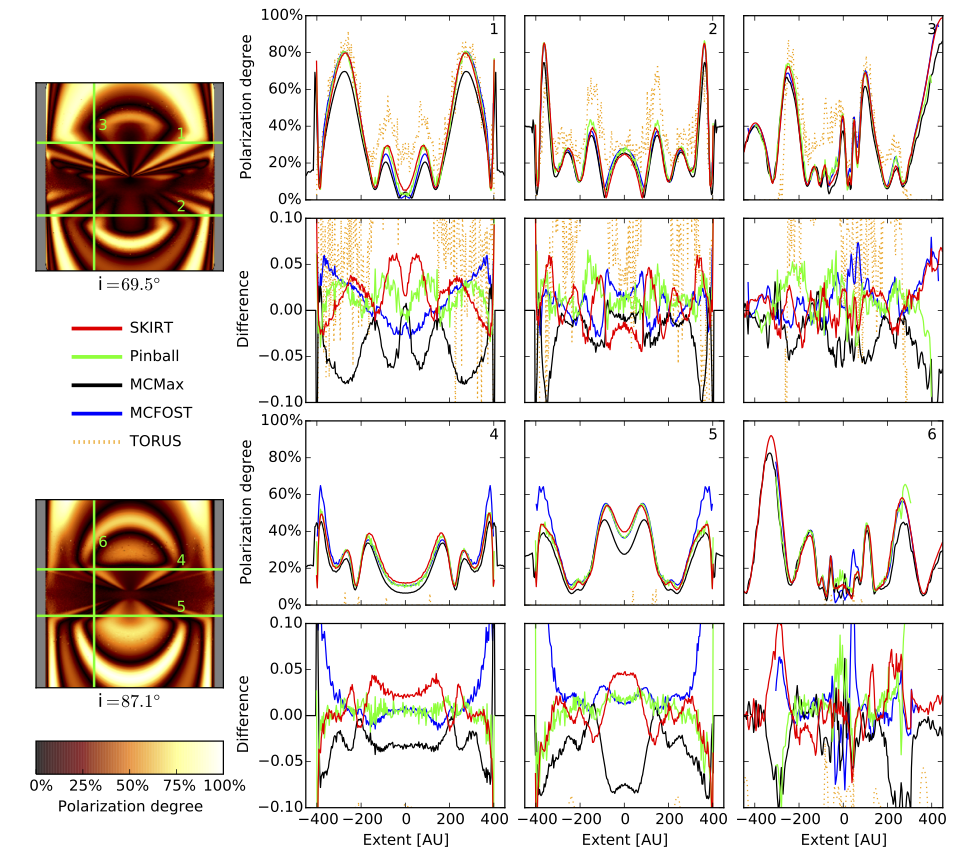 100%
80%
60%
40%
20%
0%
Polarization degree
1
2
3
3
1
2
i=69.5°
0.10
0.05
0.00
−0.05
−0.10
Difference
SKIRT
Pinball
MCMax
MCFOST
TORUS
100%
80%
60%
40%
20%
0%
Polarization degree
4
5
6
6
4
5
i=87.1°
0.10
0.05
0.00
−0.05
−0.10
Difference
−400 −200 0 200 400
−400 −200 0 200 400
−400 −200 0 200 400
Extent [AU]
Extent [AU]
Extent [AU]
0% 25% 50% 75% 100%
Polarization degree